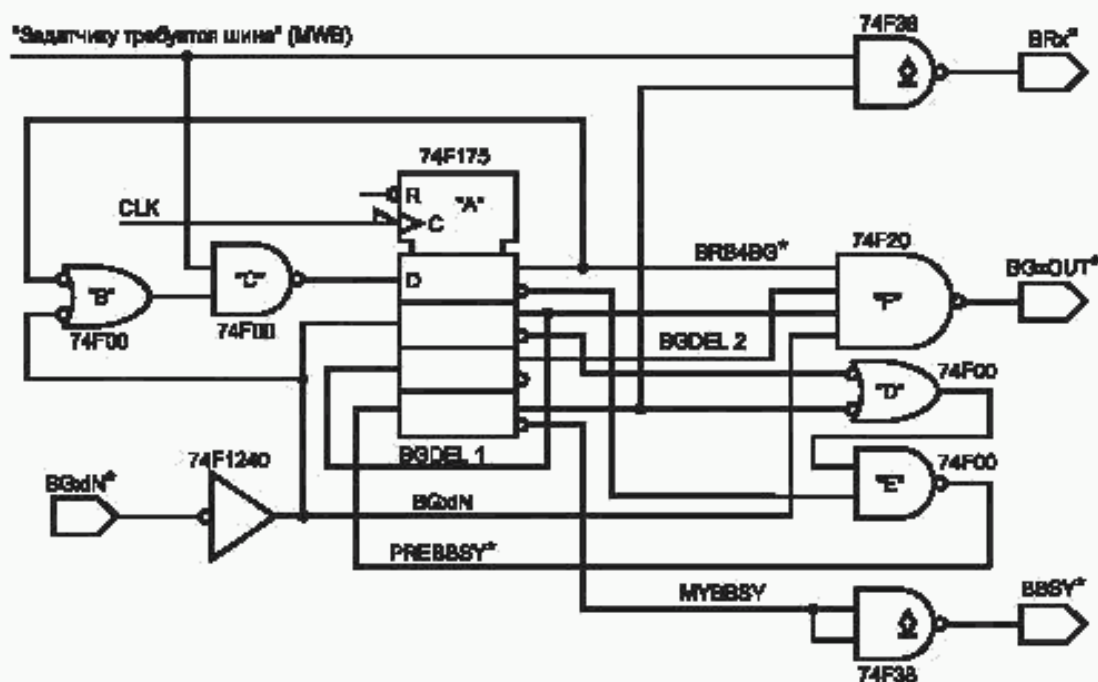 "Задатчику требуется шина" (MWB)
74F38
BRx*
74F175
R
"A"
CLK
C
BRB4BG*
74F20
BGxOUT*
"B"
"C"
D
"F"
74F00
74F00
BGDEL 2
74F00
"D"
BGDEL 1
74F1240
74F00
BGxIN*
BGxIN
"E"
PREBBSY*
MYBBSY
BBSY*
74F38